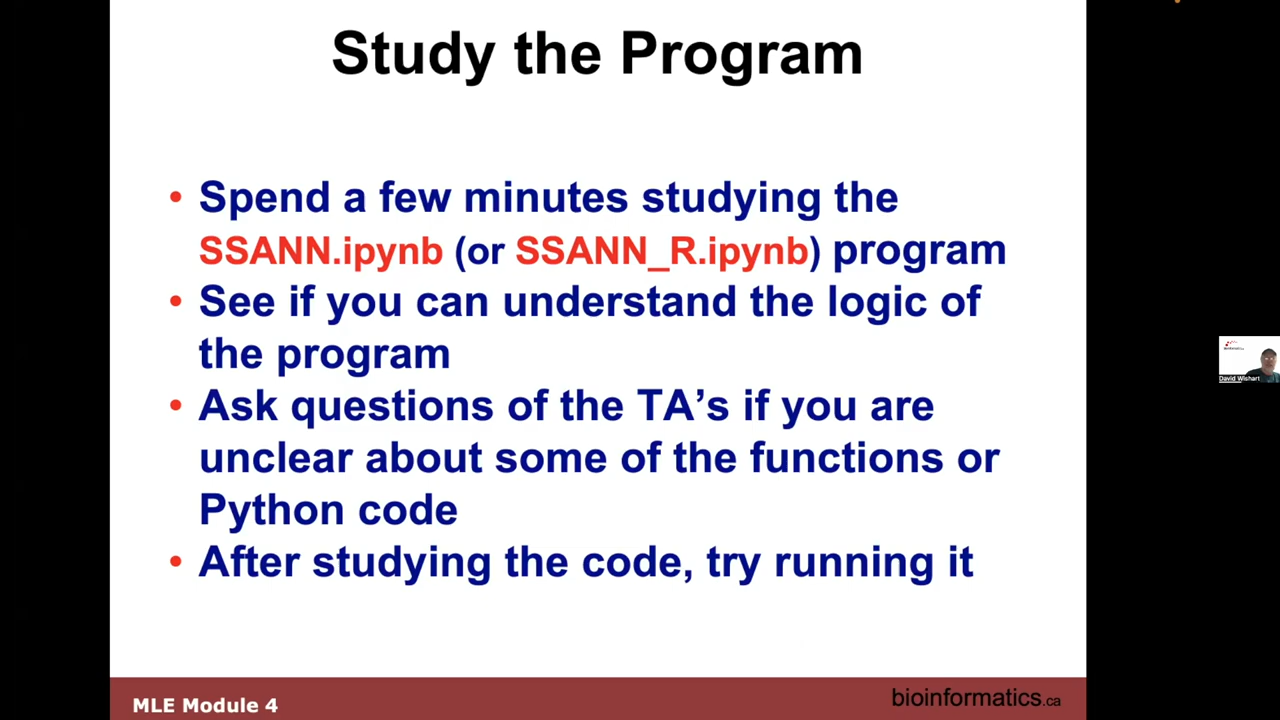 Study the Program
• Spend a few minutes studying the
SSANN.ipynb (or SSANN_R.ipynb) program
• See if you can understand the logic of
the program
• Ask questions of the TA’s if you are
unclear about some of the functions or
Python code
• After studying the code, try running it
David Wishart
MLE Module 4
bioinformatics.ca